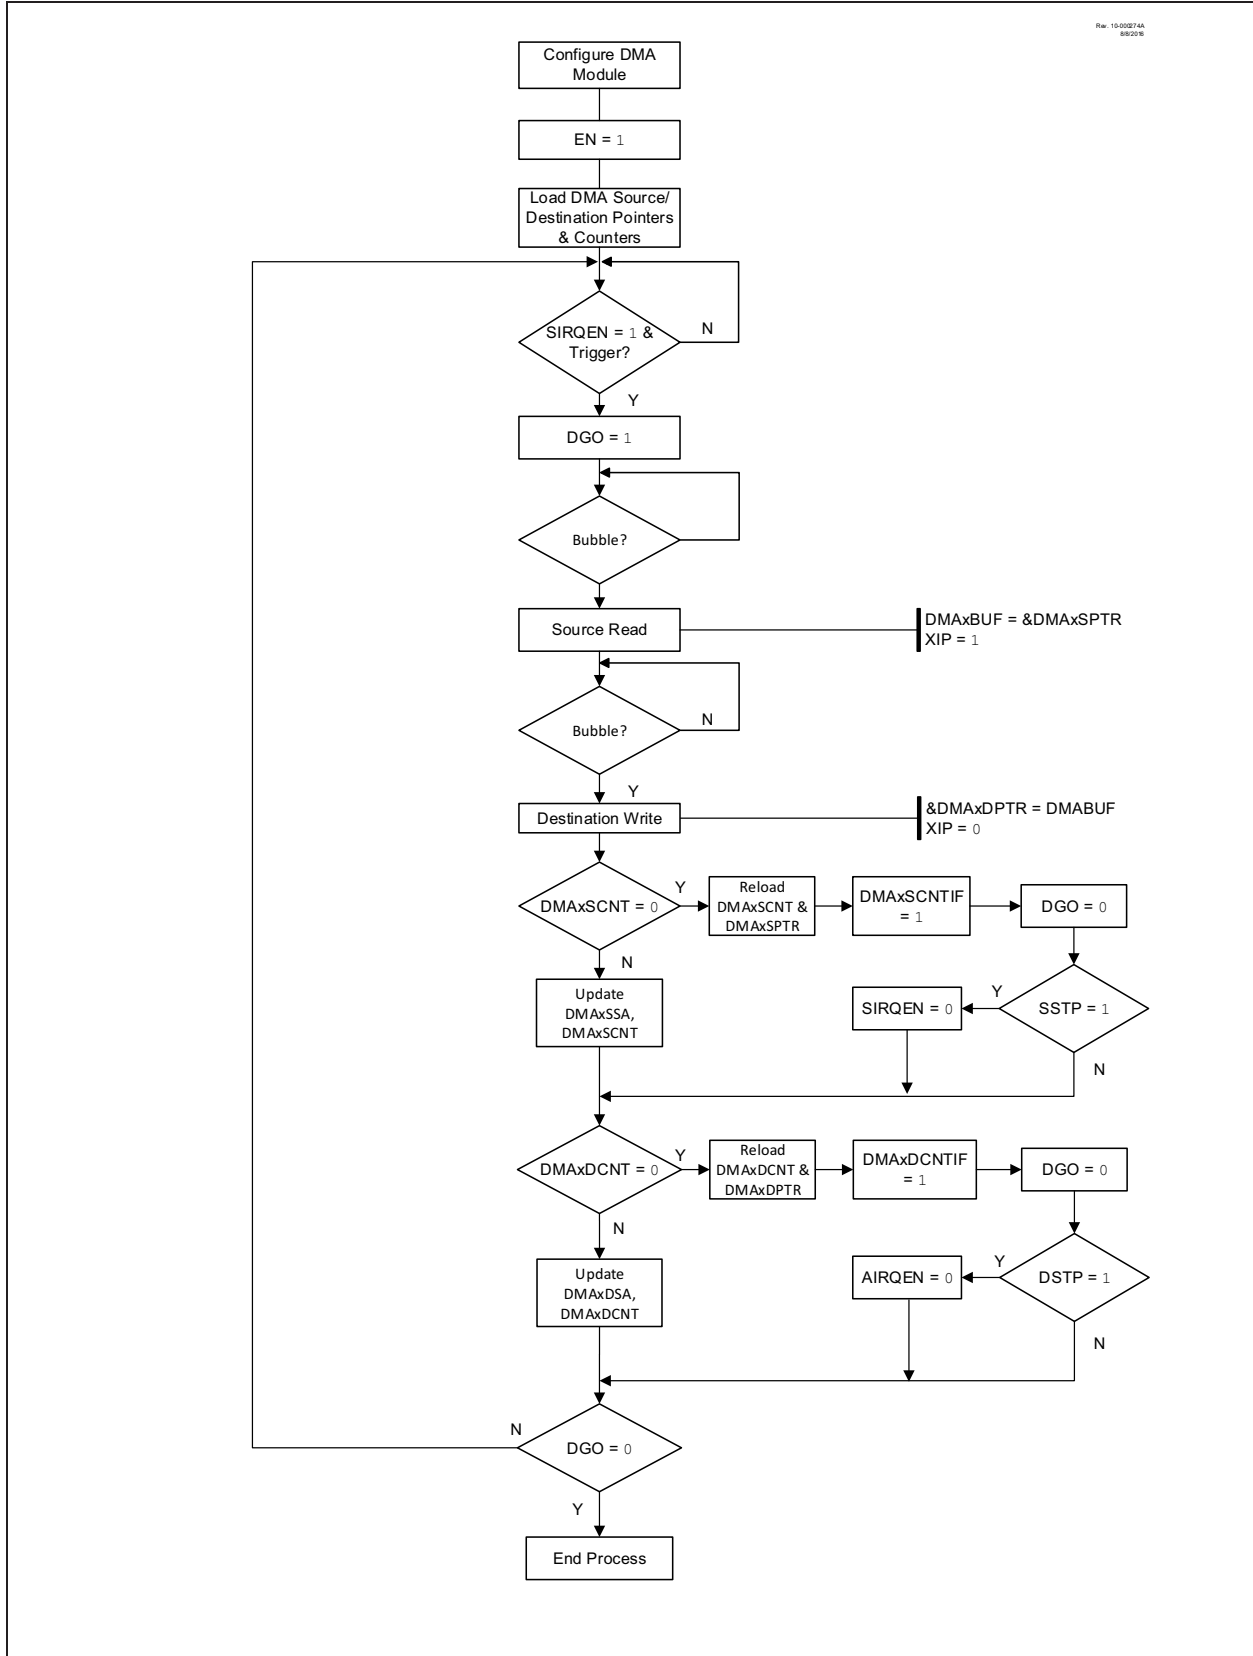 Rev. 10-000274A
8/8/2016
Configure DMA
Module
EN = 1
Load DMA Source/
Destination Pointers
& Counters
SIRQEN = 1 &
Trigger?
N
Y
DGO = 1
Bubble?
Source Read
DMAxBUF = &DMAxSPTR
XIP = 1
Bubble?
N
Y
Destination Write
&DMAxDPTR = DMABUF
XIP = 0
DMAxSCNT = 0
Y
Reload
DMAxSCNT &
DMAxSPTR
DMAxSCNTIF
= 1
DGO = 0
N
Update
DMAxSSA,
DMAxSCNT
SIRQEN = 0
Y
SSTP = 1
N
DMAxDCNT = 0
Y
Reload
DMAxDCNT &
DMAxDPTR
DMAxDCNTIF
= 1
DGO = 0
N
Update
DMAxDSA,
DMAxDCNT
AIRQEN = 0
Y
DSTP = 1
N
N
DGO = 0
Y
End Process